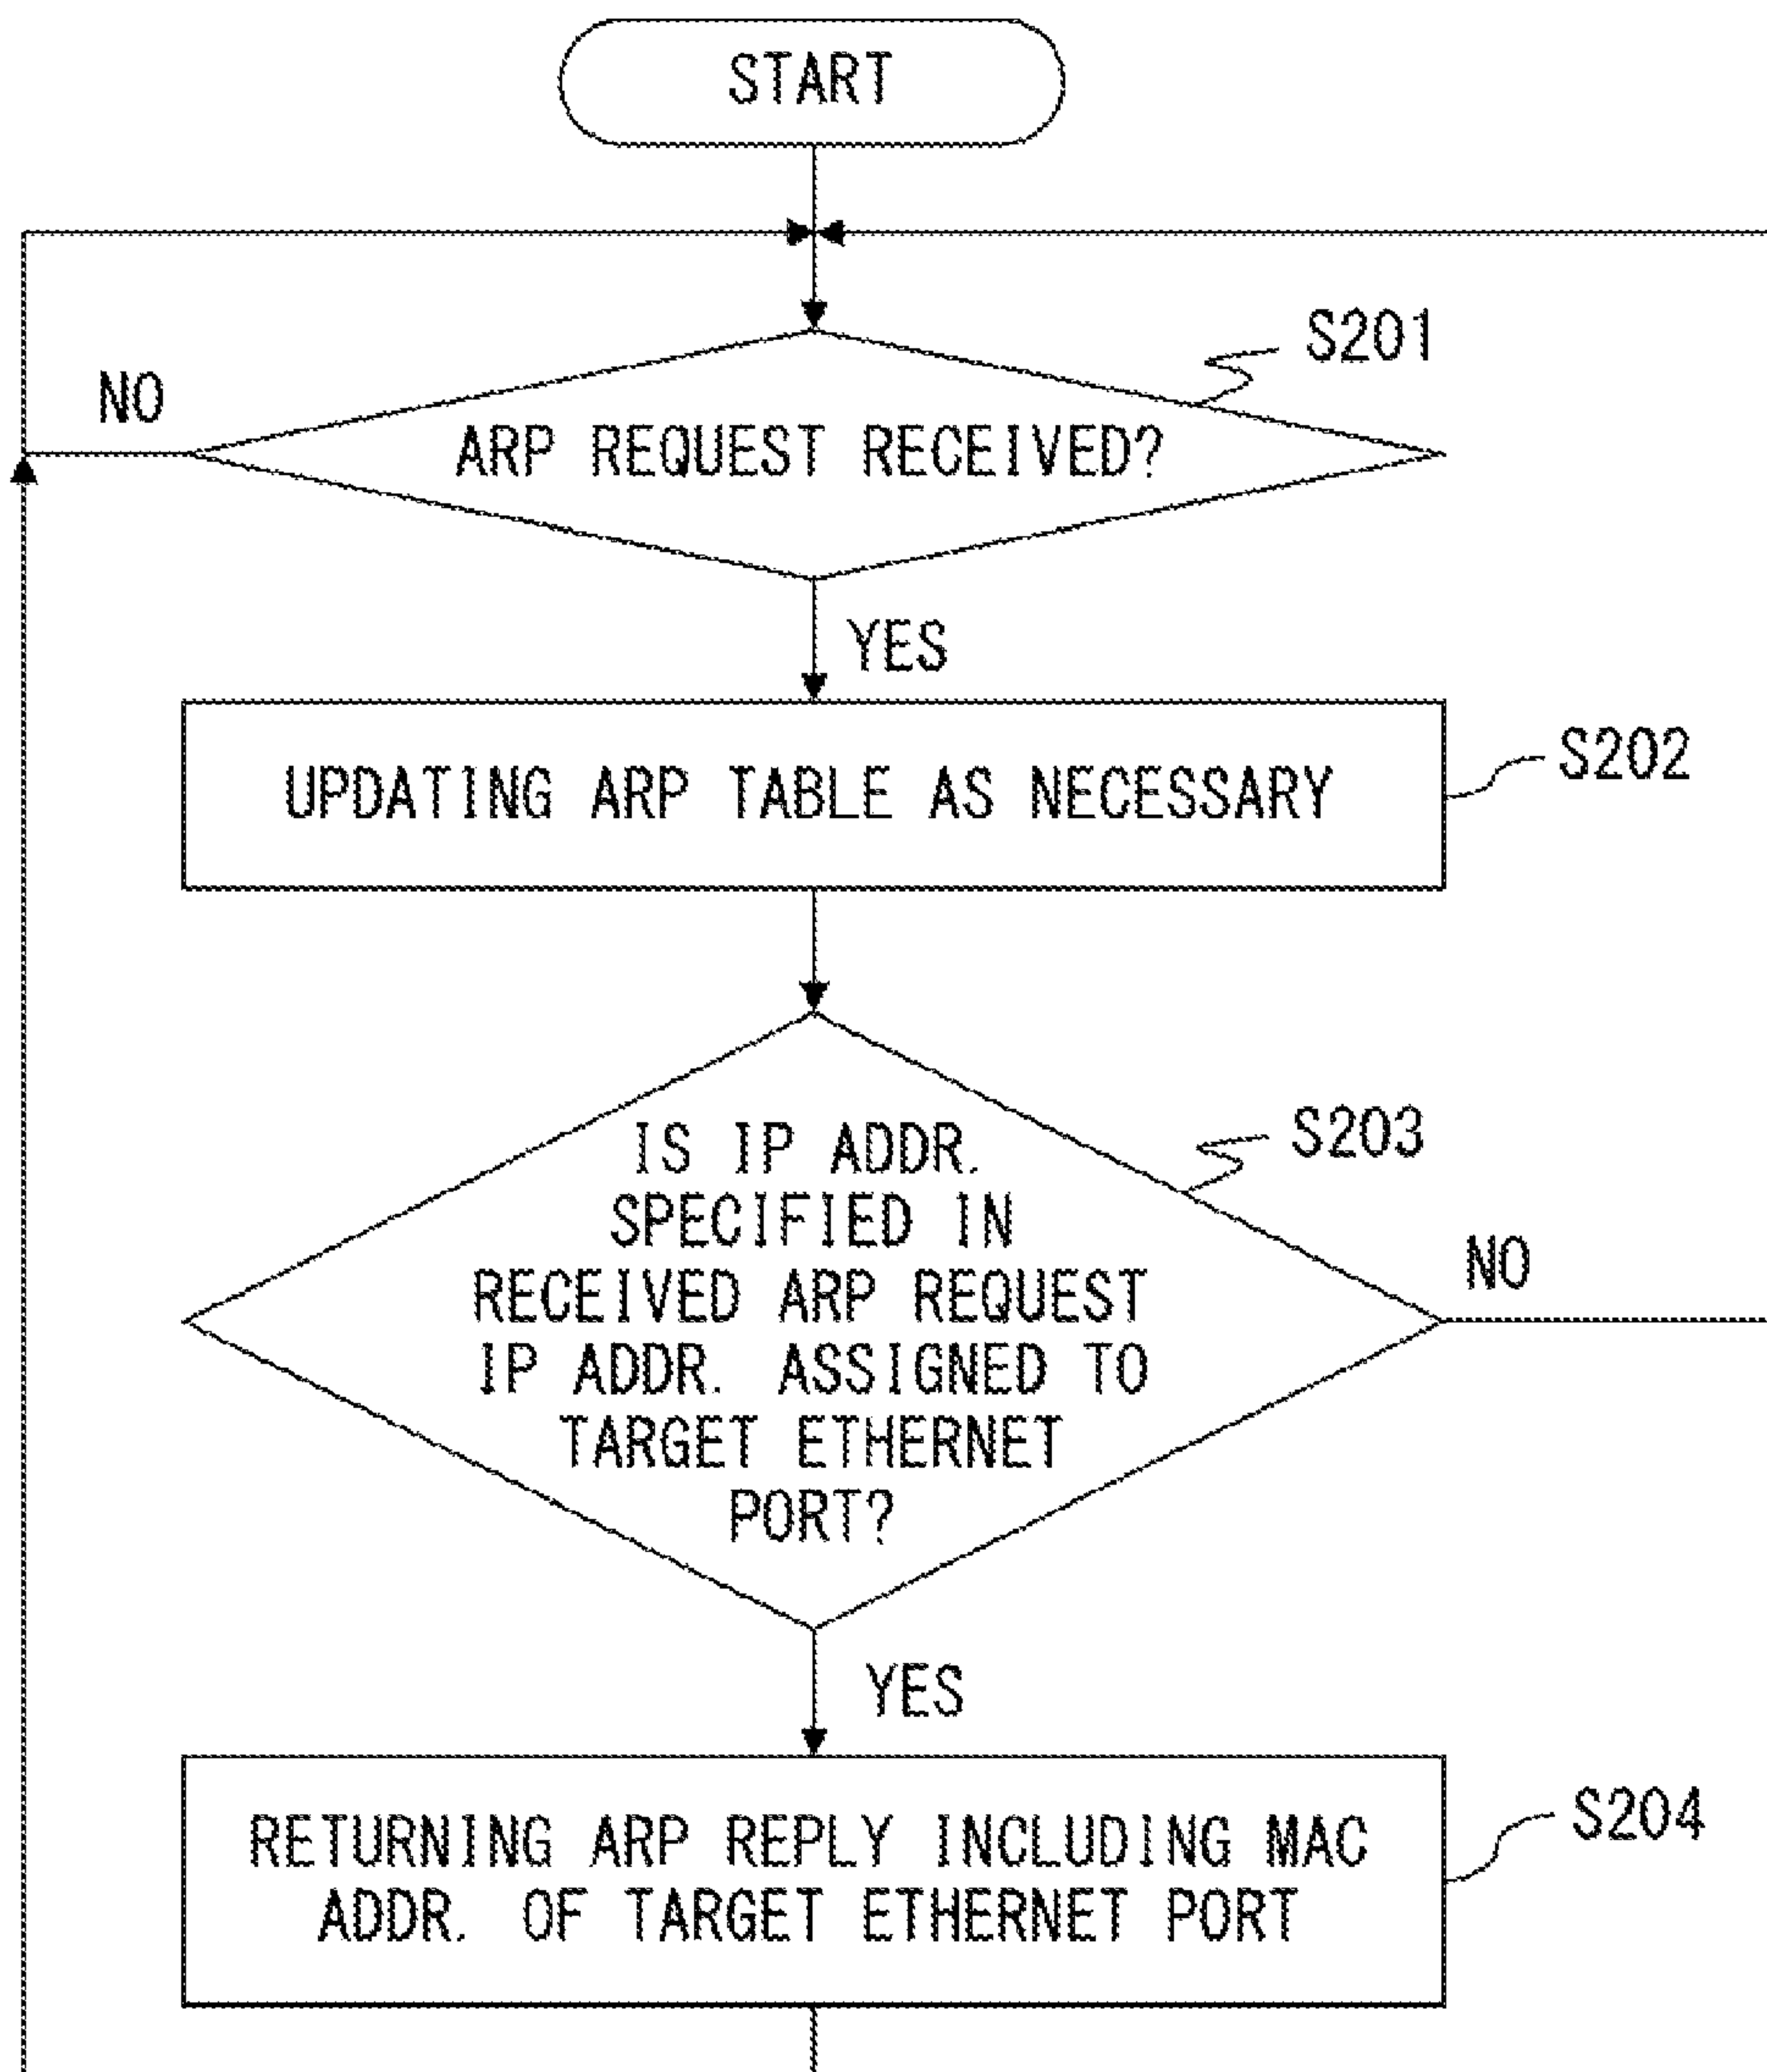 START
S201
NO
ARP REQUEST RECEIVED?
YES
S202
UPDATING ARP TABLE AS NECESSARY
S203
IS IP ADDR.
SPECIFIED IN
RECEIVED ARP REQUEST
IP ADDR. ASSIGNED TO
TARGET ETHERNET
PORT?
NO
YES
S204
RETURNING ARP REPLY INCLUDING MAC
ADDR. OF TARGET ETHERNET PORT